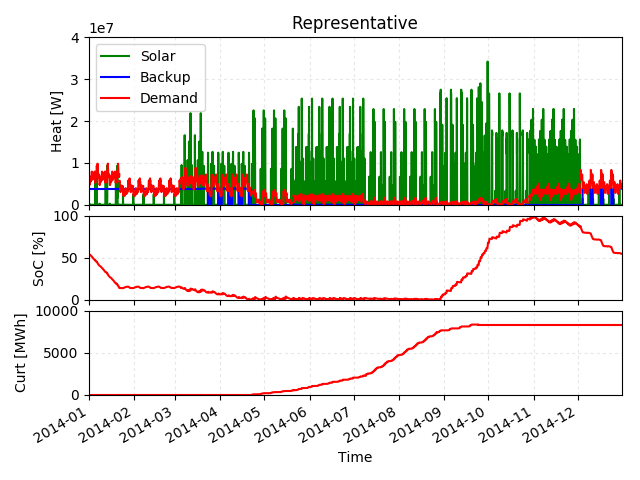 Representative
1e7
4
3
2
1
0
Heat [W]
Solar
Backup
Demand
100
50
0
SoC [%]
10000
5000
0
Curt [MWh]
2014-01
2014-02
2014-03
2014-04
2014-05
2014-06
2014-07
2014-08
2014-09
2014-10
2014-11
2014-12
Time